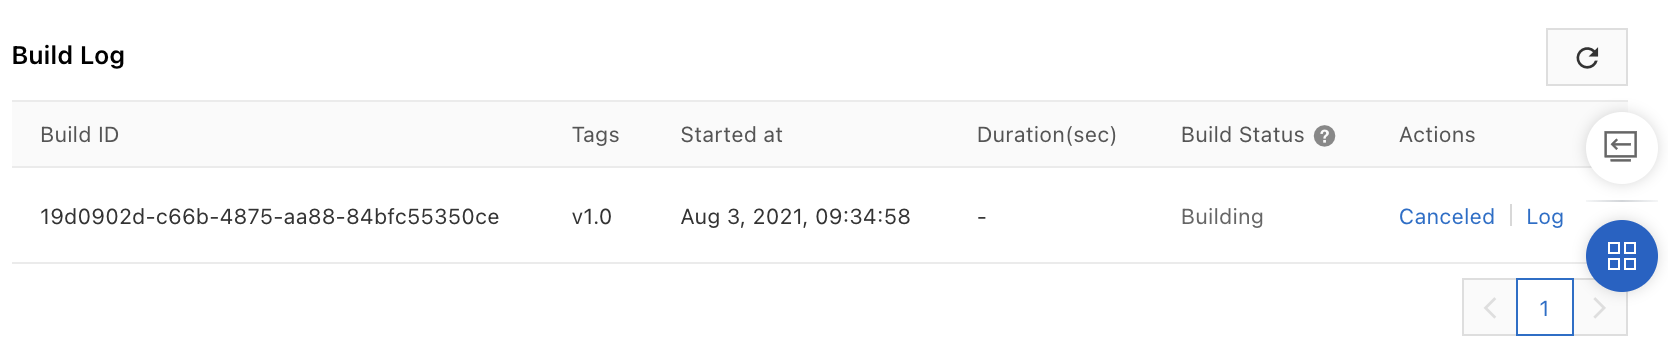 Build Log
Build ID Tags Started at Duration(sec) Build Status ? Actions
19d0902d-c66b-4875-aa88-84bfc55350ce v1.0 Aug 3, 2021, 09:34:58 - Building Canceled Log
1